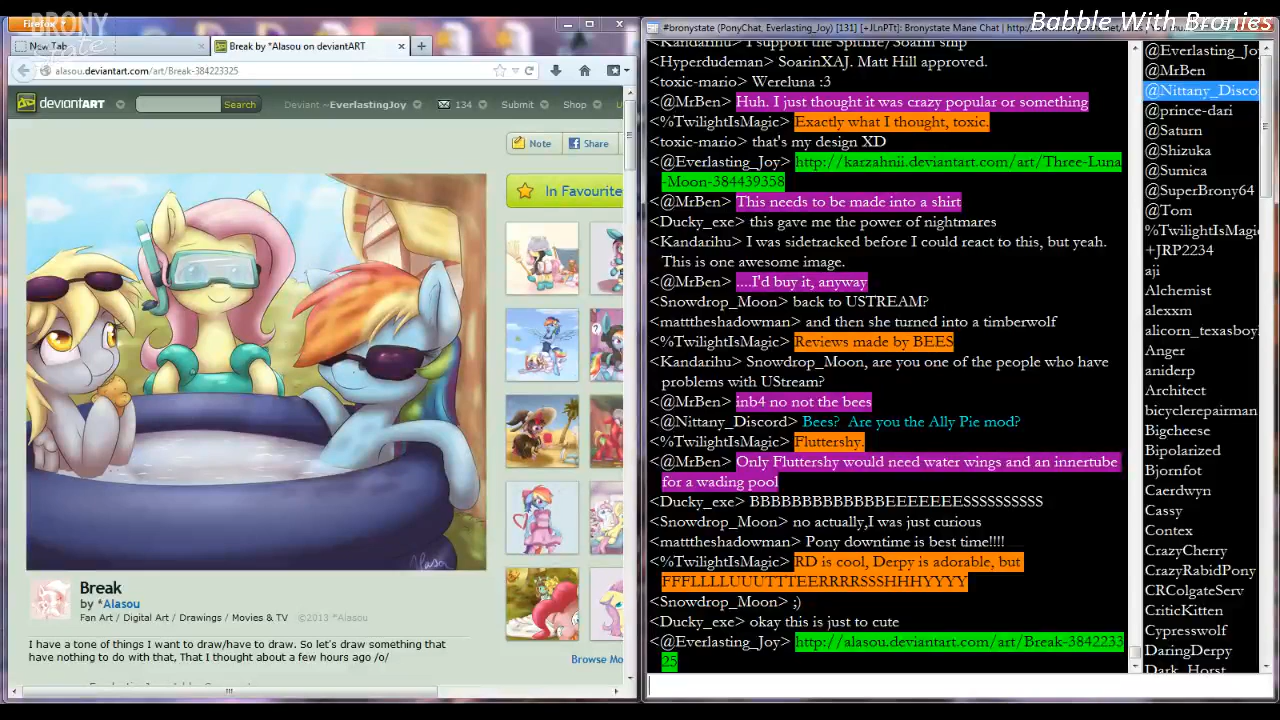 Babble With Bronies
BRONY
State
Firefox
New Tab
Break by *Alasou on deviantART
alasou.deviantart.com/art/Break-384223325
deviantART
Search
Deviant ~EverlastingJoy
134
Submit
Shop
Note
Share
In Favourite
Alasou
Break
by *Alasou
Fan Art / Digital Art / Drawings / Movies & TV ©2013 *Alasou
I have a tone of things I want to draw/have to draw. So let's draw something that
have nothing to do with that, That I thought about a few hours ago /o/
Browse Mo
#bronystate (PonyChat, Everlasting_Joy) [131] [+JLnPTt]: Bronystate Mane Chat | http://
<Kandarihu> I support the Spitfire/Soarin ship
<Hyperdudeman> SoarinXAJ. Matt Hill approved.
<toxic-mario> Wereluna :3
<@MrBen> Huh. I just thought it was crazy popular or something
<%TwilightIsMagic> Exactly what I thought, toxic.
<toxic-mario> that's my design XD
<@Everlasting_Joy> http://karzahnii.deviantart.com/art/Three-Luna
-Moon-384439358
<@MrBen> This needs to be made into a shirt
<Ducky_exe> this gave me the power of nightmares
<Kandarihu> I was sidetracked before I could react to this, but yeah.
This is one awesome image.
<@MrBen> ....I'd buy it, anyway
<Snowdrop_Moon> back to USTREAM?
<matttheshadowman> and then she turned into a timberwolf
<%TwilightIsMagic> Reviews made by BEES
<Kandarihu> Snowdrop_Moon, are you one of the people who have
problems with UStream?
<@MrBen> inb4 no not the bees
<@Nittany_Discord> Bees? Are you the Ally Pie mod?
<%TwilightIsMagic> Fluttershy.
<@MrBen> Only Fluttershy would need water wings and an innertube
for a wading pool
<Ducky_exe> BBBBBBBBBBBBBEEEEEEESSSSSSSSSS
<Snowdrop_Moon> no actually,I was just curious
<matttheshadowman> Pony downtime is best time!!!!
<%TwilightIsMagic> RD is cool, Derpy is adorable, but
FFFLLLLUUUTTTEERRRRSSSHHHYYYY
<Snowdrop_Moon> ;)
<Ducky_exe> okay this is just to cute
<@Everlasting_Joy> http://alasou.deviantart.com/art/Break-3842233
25
@Everlasting_Joy
@MrBen
@Nittany_Disco
@prince-dari
@Saturn
@Shizuka
@Sumica
@SuperBrony64
@Tom
%TwilightIsMagic
+JRP2234
aji
Alchemist
alexxm
alicorn_texasboy
Anger
aniderp
Architect
bicyclerepairman
Bigcheese
Bipolarized
Bjornfot
Caerdwyn
Cassy
Contex
CrazyCherry
CrazyRabidPony
CRColgateServ
CriticKitten
Cypresswolf
DaringDerpy
Dark_Horst